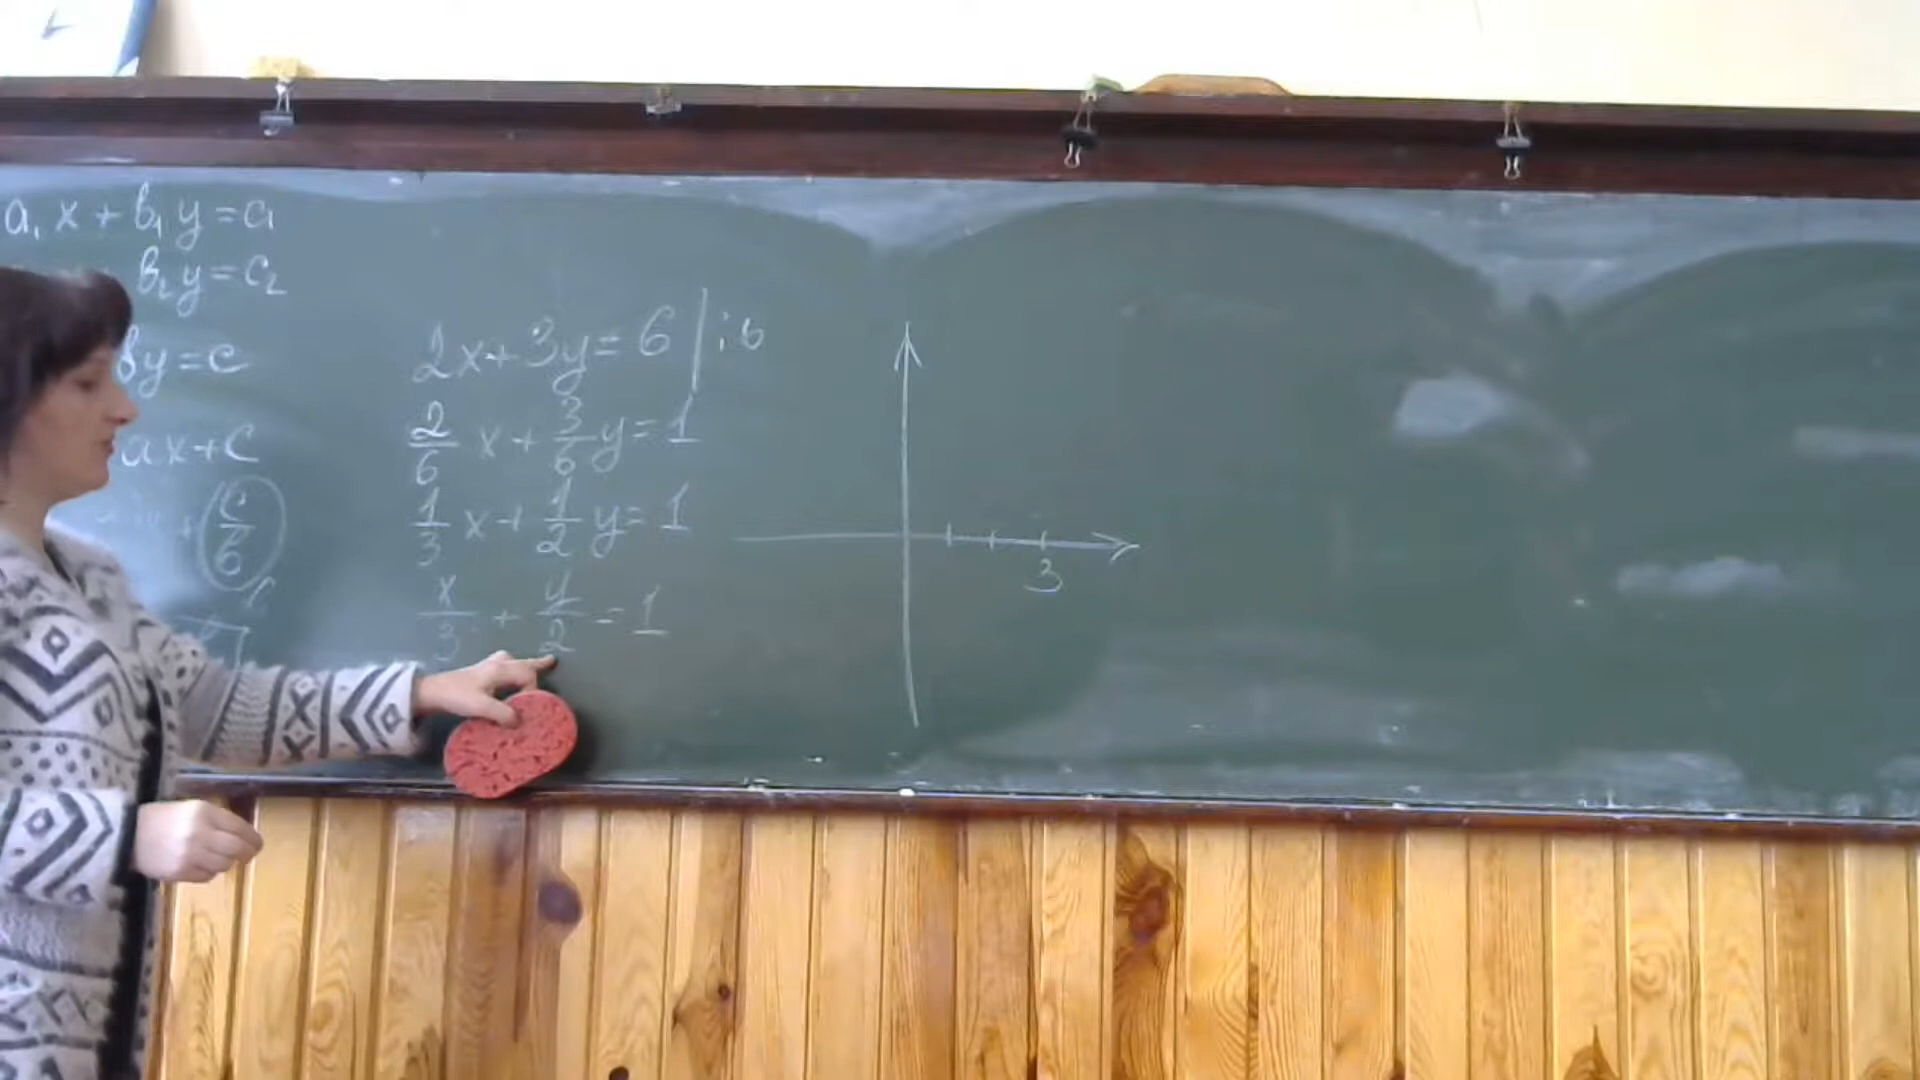 a₁x + b₁y = c₁
b₂y = c₂
by = c
ax + c
c/b
2x + 3y = 6 | : 6
2/6 x + 3/6 y = 1
1/3 x + 1/2 y = 1
x/3 + y/2 = 1
3